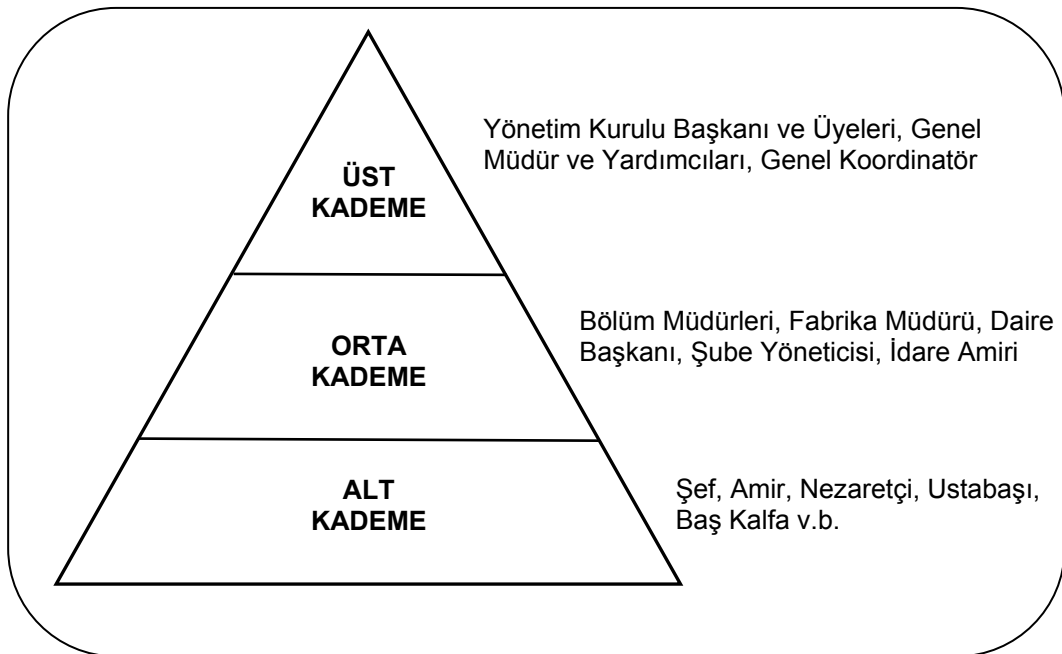 Yönetim Kurulu Başkanı ve Üyeleri, Genel
Müdür ve Yardımcıları, Genel Koordinatör
ÜST
KADEME
Bölüm Müdürleri, Fabrika Müdürü, Daire
Başkanı, Şube Yöneticisi, İdare Amiri
ORTA
KADEME
Şef, Amir, Nezaretçi, Ustabaşı,
Baş Kalfa v.b.
ALT
KADEME